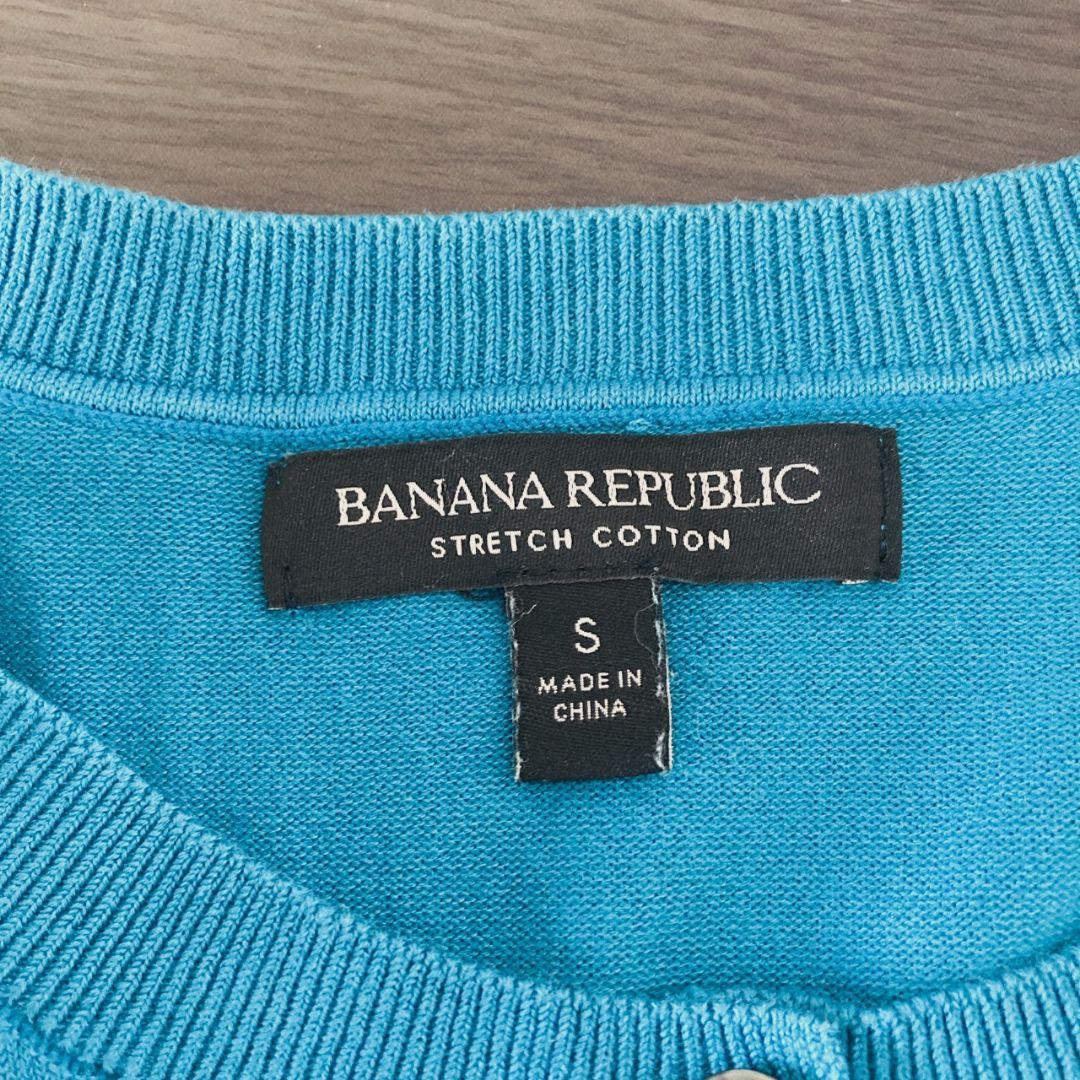 BANANA REPUBLIC
STRETCH COTTON
S
MADE IN
CHINA